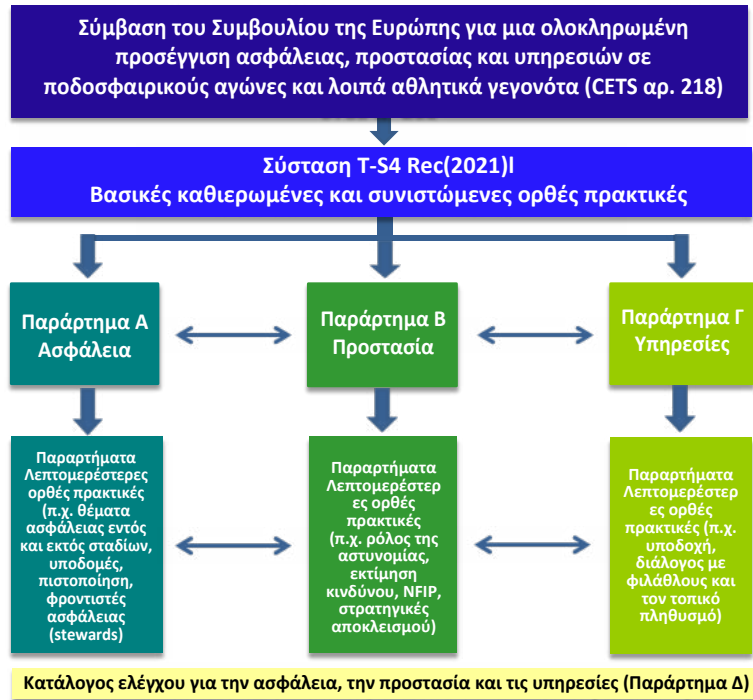 Σύμβαση του Συμβουλίου της Ευρώπης για μια ολοκληρωμένη
προσέγγιση ασφάλειας, προστασίας και υπηρεσιών σε
ποδοσφαιρικούς αγώνες και λοιπά αθλητικά γεγονότα (CETS αρ. 218)
Σύσταση T-S4 Rec(2021)l
Βασικές καθιερωμένες και συνιστώμενες ορθές πρακτικές
Παράρτημα Α
Ασφάλεια
Παράρτημα Β
Προστασία
Παράρτημα Γ
Υπηρεσίες
Παραρτήματα
Λεπτομερέστερες
ορθές πρακτικές
(π.χ. θέματα
ασφάλειας εντός
και εκτός σταδίων,
υποδομές,
πιστοποίηση,
φροντιστές
ασφάλειας
(stewards)
Παραρτήματα
Λεπτομερέστερ
ες ορθές
πρακτικές
(π.χ. ρόλος της
αστυνομίας,
εκτίμηση
κινδύνου, NFIP,
στρατηγικές
αποκλεισμού)
Παραρτήματα
Λεπτομερέστερ
ες ορθές
πρακτικές (π.χ.
υποδοχή,
διάλογος με
φιλάθλους και
τον τοπικό
πληθυσμό)
Κατάλογος ελέγχου για την ασφάλεια, την προστασία και τις υπηρεσίες (Παράρτημα Δ)